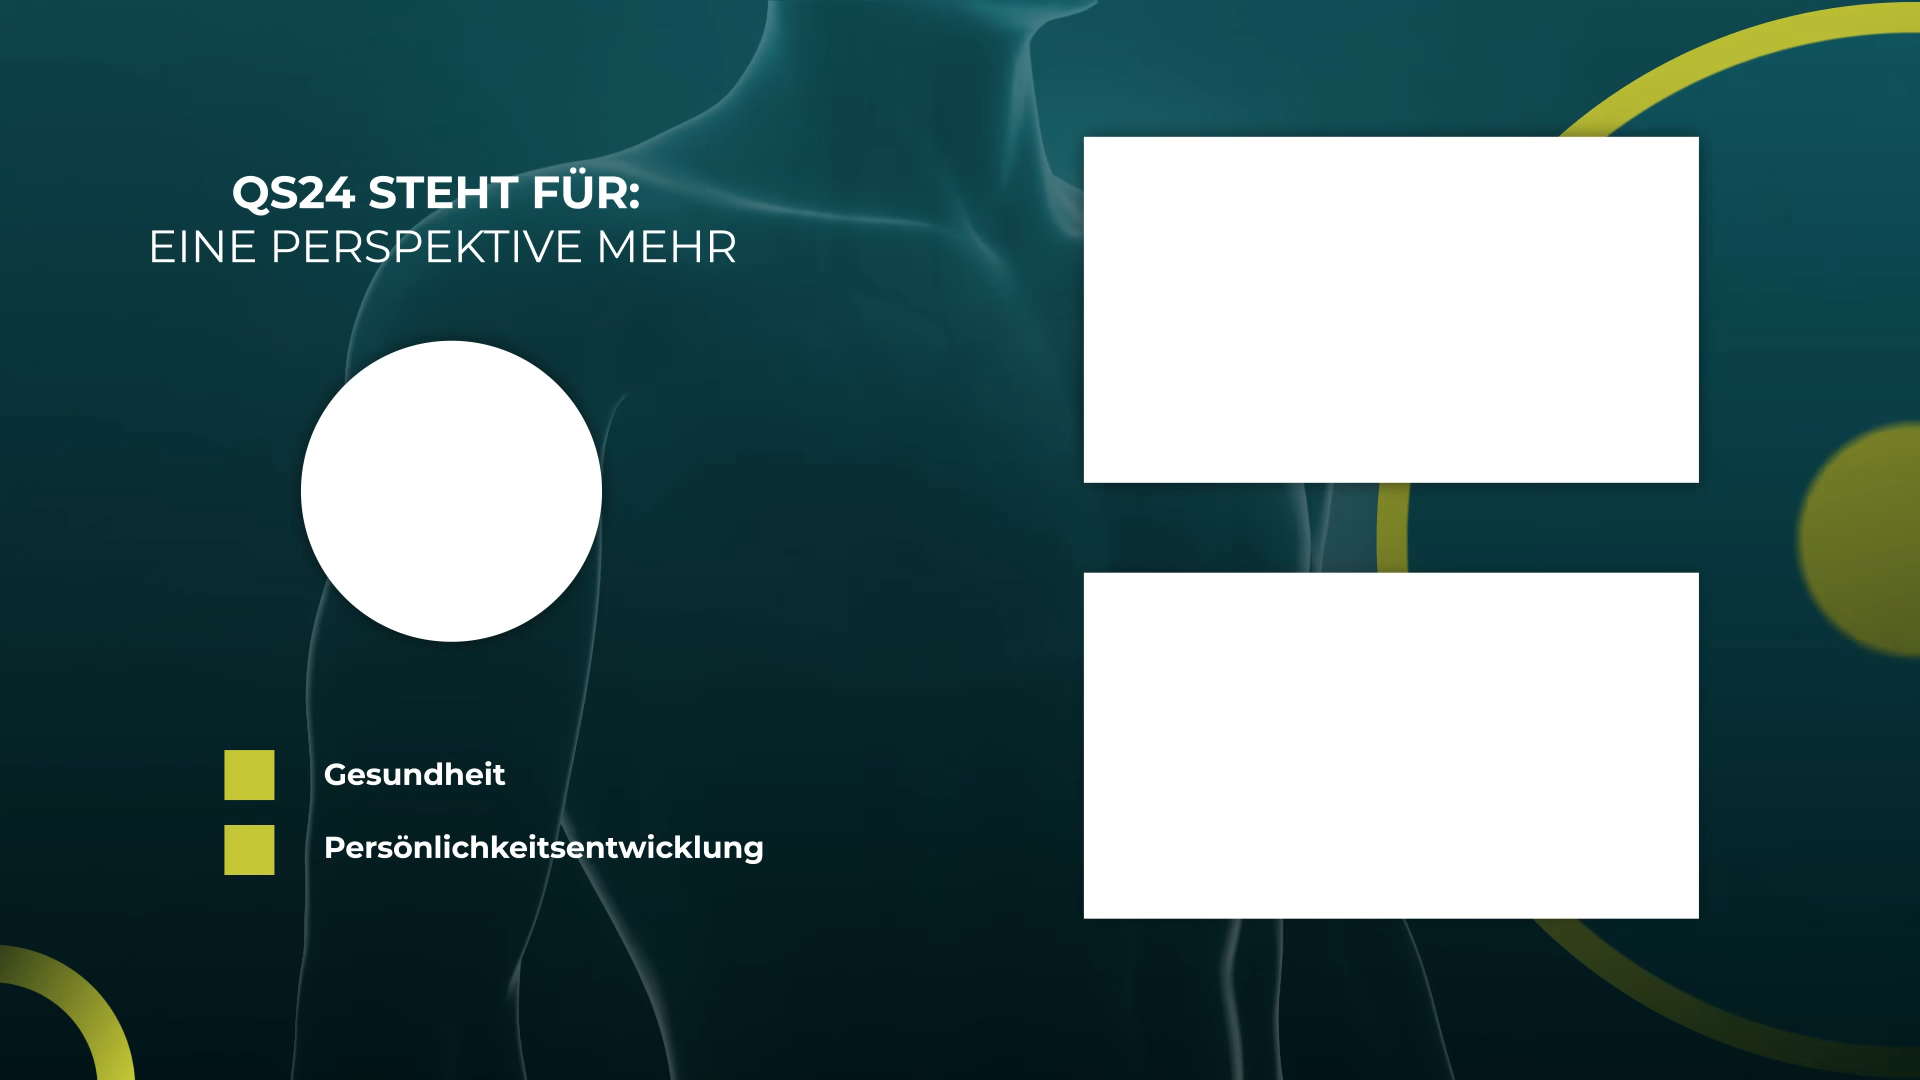 QS24 STEHT FÜR:
EINE PERSPEKTIVE MEHR
Gesundheit
Persönlichkeitsentwicklung